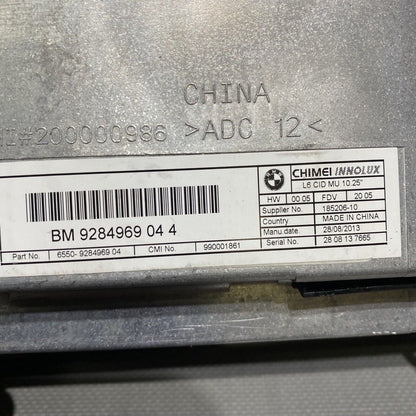 CHINA
MI#200000986 >ADC 12<
CHIMEI INNOLUX
L6 CID MU 10.25"
HW 00 05 FDV 20 05
Supplier No. 185206-10
Country MADE IN CHINA
Manu date. 28/08/2013
Serial No. 28 08 13 7665
BM 9284969 04 4
Part No. 6550- 9284969 04 CMI No. 990001861